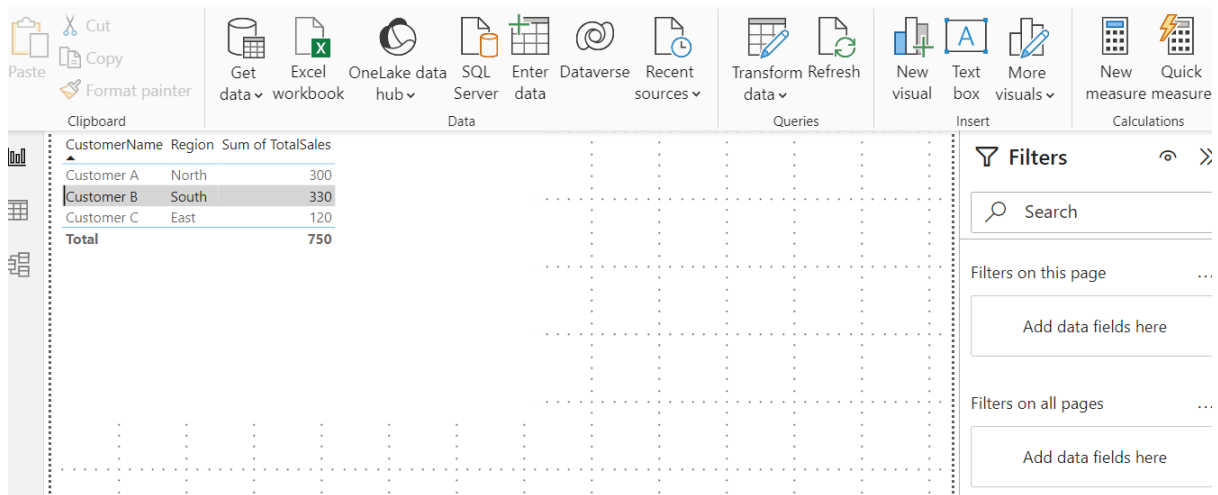 Paste
Cut
Copy
Format painter
Clipboard
Get data
Excel workbook
OneLake data hub
SQL Server
Enter data
Dataverse
Recent sources
Data
Transform data
Refresh
Queries
New visual
Text box
More visuals
Insert
New measure
Quick measure
Calculations
CustomerName Region Sum of TotalSales
Customer A North 300
Customer B South 330
Customer C East 120
Total 750
Filters
Search
Filters on this page ...
Add data fields here
Filters on all pages ...
Add data fields here